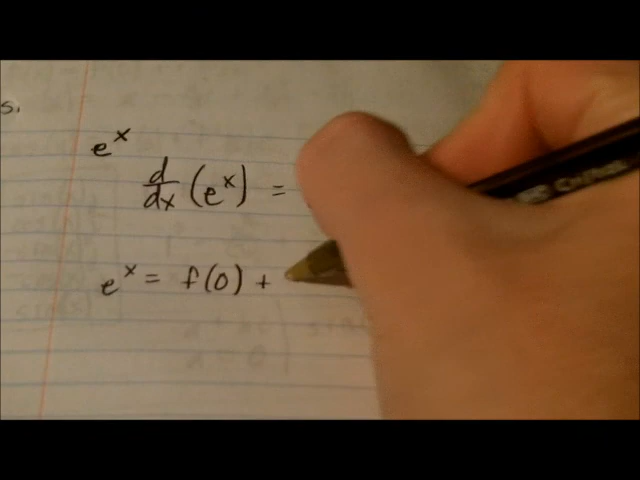 s.
e^x
d/dx (e^x) =
e^x = f(0) +